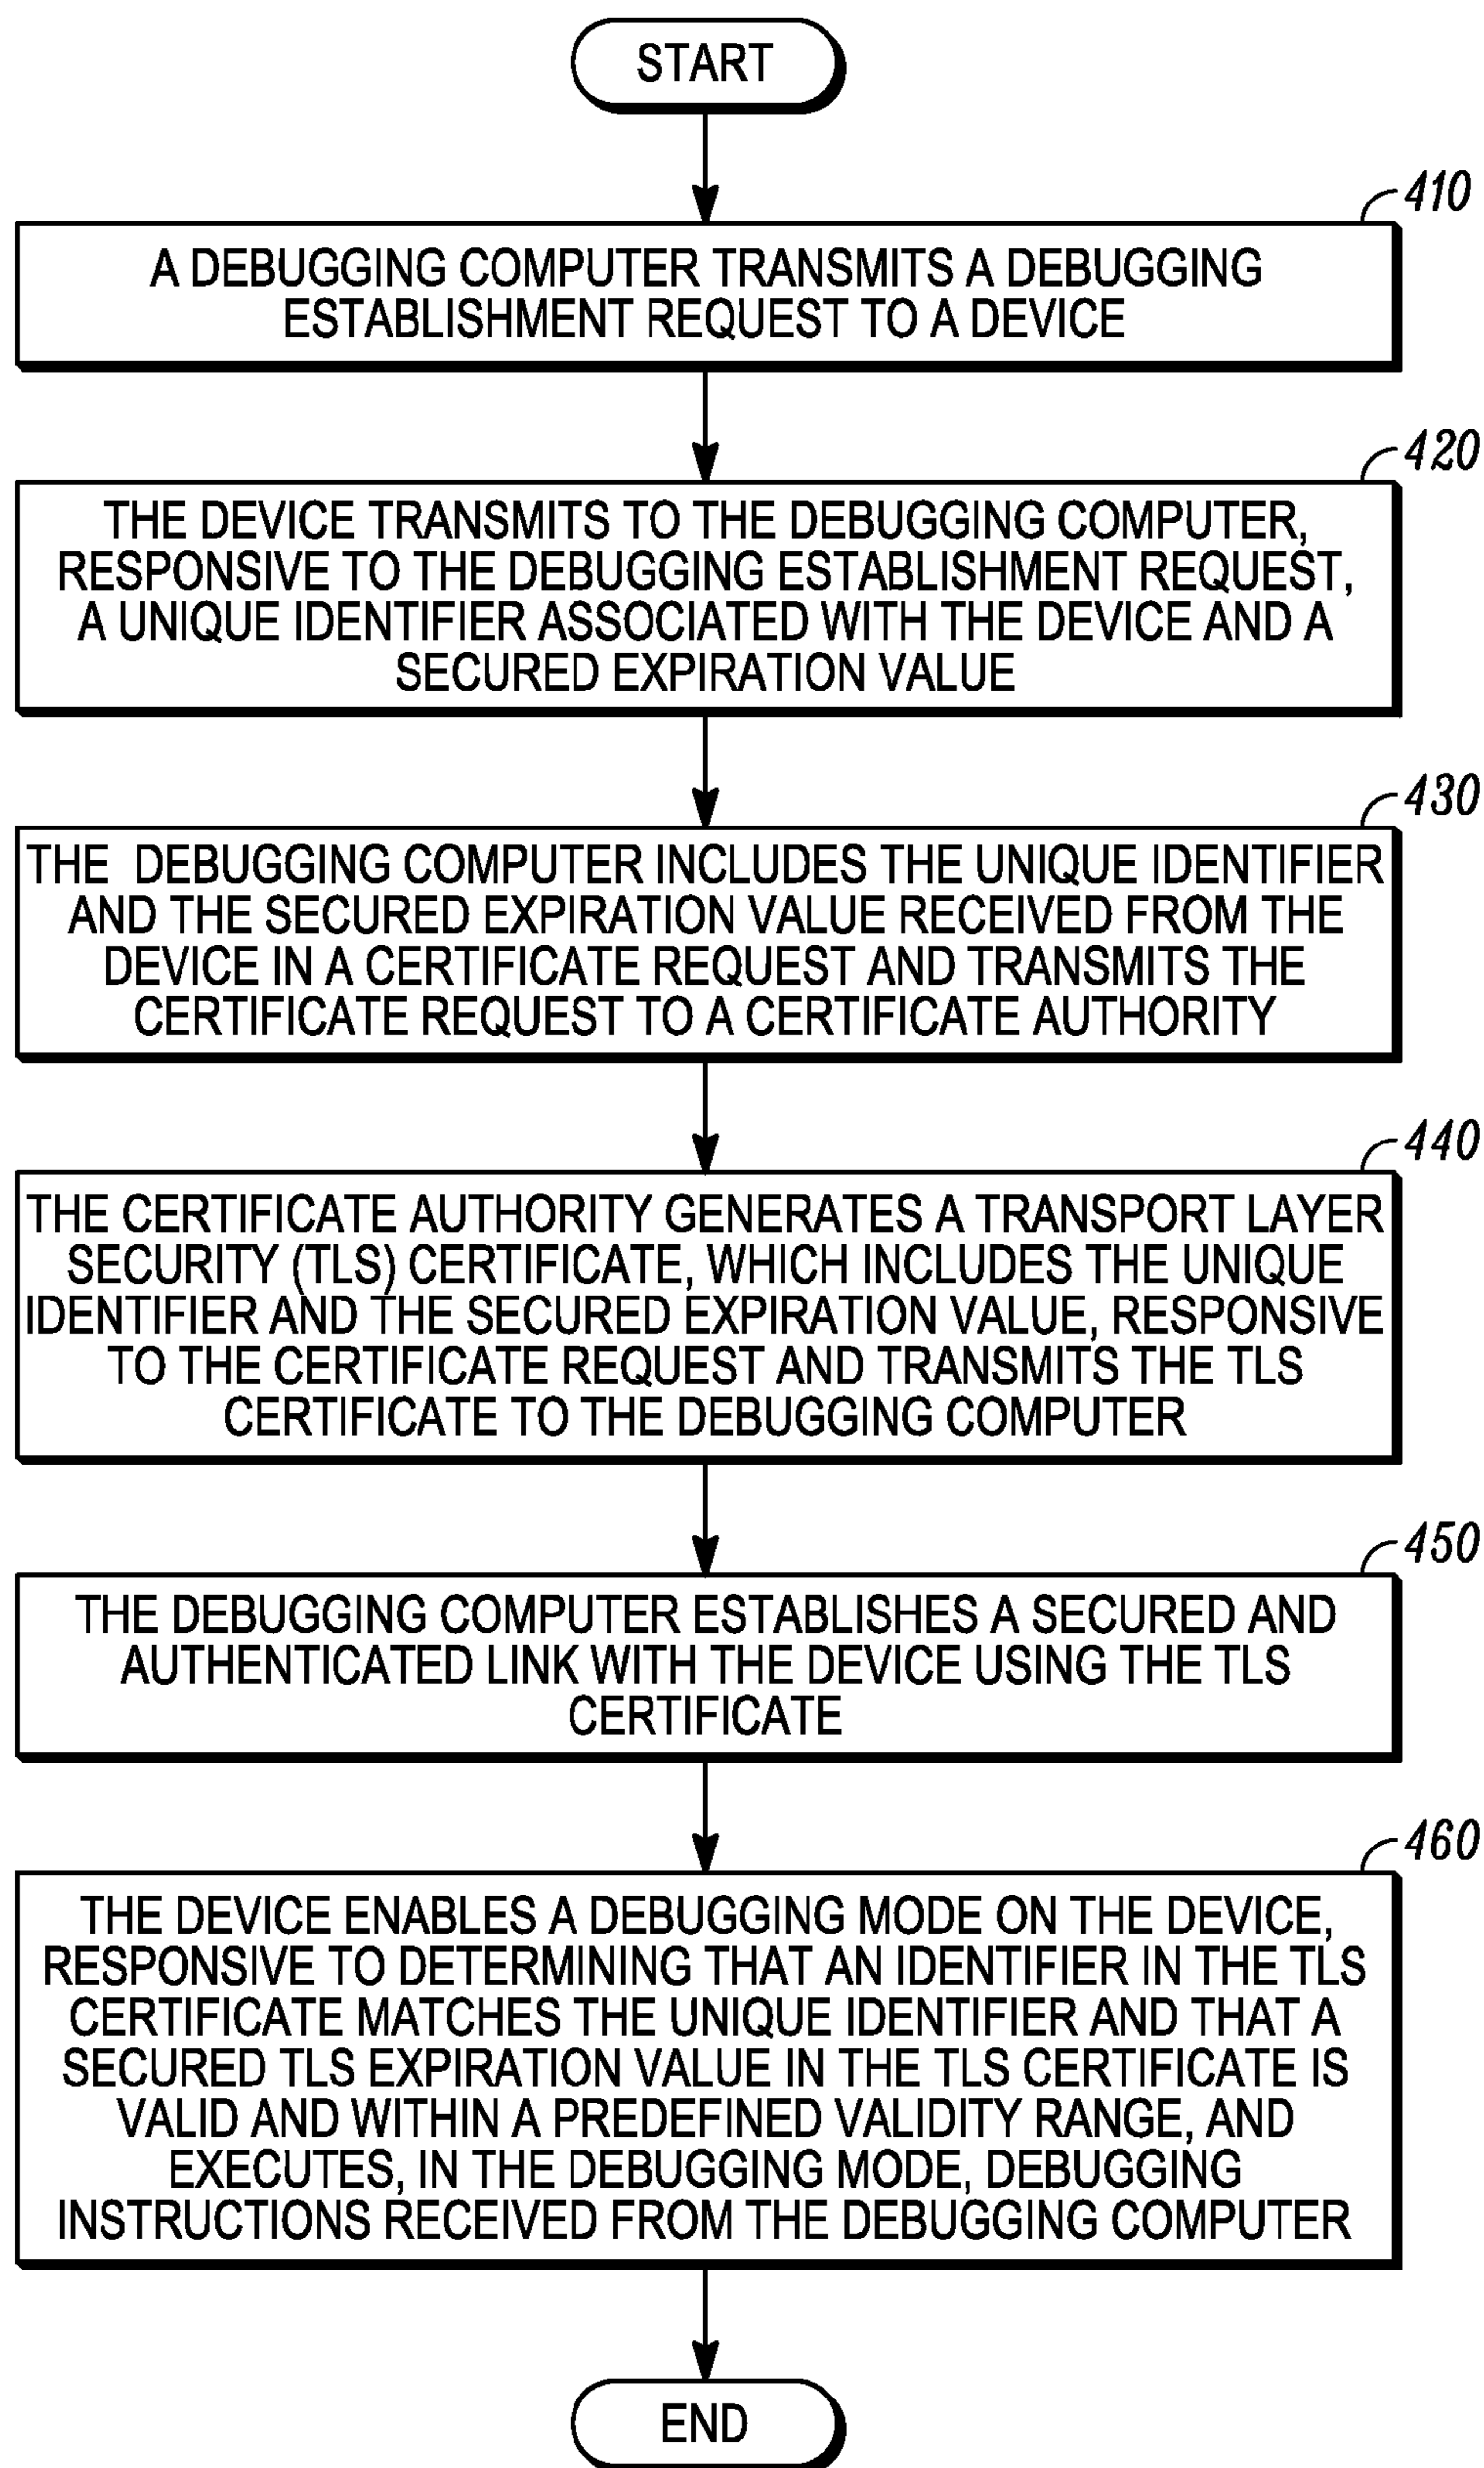 START
410
A DEBUGGING COMPUTER TRANSMITS A DEBUGGING
ESTABLISHMENT REQUEST TO A DEVICE
420
THE DEVICE TRANSMITS TO THE DEBUGGING COMPUTER,
RESPONSIVE TO THE DEBUGGING ESTABLISHMENT REQUEST,
A UNIQUE IDENTIFIER ASSOCIATED WITH THE DEVICE AND A
SECURED EXPIRATION VALUE
430
THE DEBUGGING COMPUTER INCLUDES THE UNIQUE IDENTIFIER
AND THE SECURED EXPIRATION VALUE RECEIVED FROM THE
DEVICE IN A CERTIFICATE REQUEST AND TRANSMITS THE
CERTIFICATE REQUEST TO A CERTIFICATE AUTHORITY
440
THE CERTIFICATE AUTHORITY GENERATES A TRANSPORT LAYER
SECURITY (TLS) CERTIFICATE, WHICH INCLUDES THE UNIQUE
IDENTIFIER AND THE SECURED EXPIRATION VALUE, RESPONSIVE
TO THE CERTIFICATE REQUEST AND TRANSMITS THE TLS
CERTIFICATE TO THE DEBUGGING COMPUTER
450
THE DEBUGGING COMPUTER ESTABLISHES A SECURED AND
AUTHENTICATED LINK WITH THE DEVICE USING THE TLS
CERTIFICATE
460
THE DEVICE ENABLES A DEBUGGING MODE ON THE DEVICE,
RESPONSIVE TO DETERMINING THAT AN IDENTIFIER IN THE TLS
CERTIFICATE MATCHES THE UNIQUE IDENTIFIER AND THAT A
SECURED TLS EXPIRATION VALUE IN THE TLS CERTIFICATE IS
VALID AND WITHIN A PREDEFINED VALIDITY RANGE, AND
EXECUTES, IN THE DEBUGGING MODE, DEBUGGING
INSTRUCTIONS RECEIVED FROM THE DEBUGGING COMPUTER
END